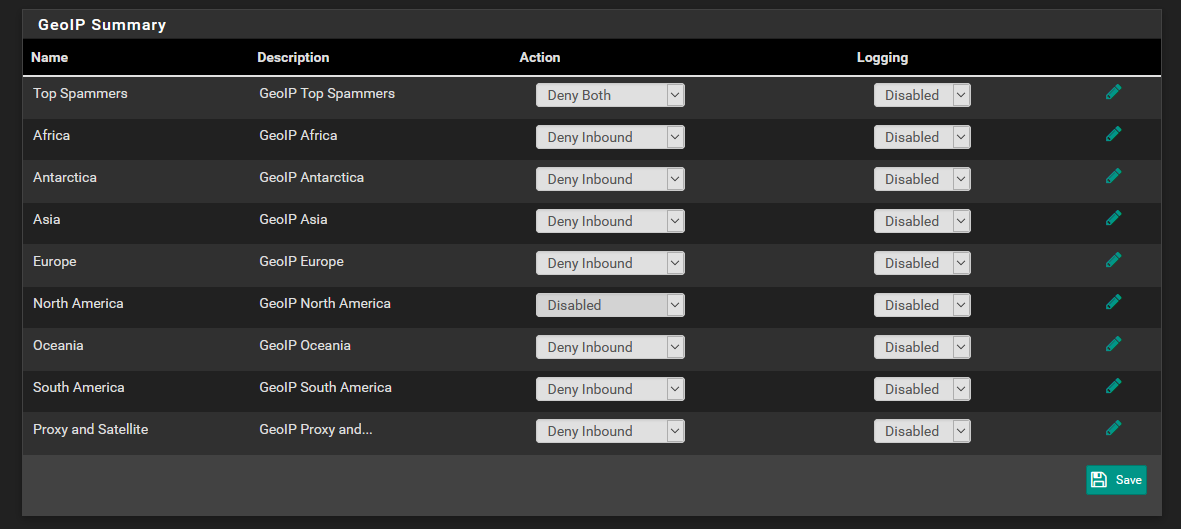 GeoIP Summary
Name Description Action Logging
Top Spammers GeoIP Top Spammers Deny Both Disabled
Africa GeoIP Africa Deny Inbound Disabled
Antarctica GeoIP Antarctica Deny Inbound Disabled
Asia GeoIP Asia Deny Inbound Disabled
Europe GeoIP Europe Deny Inbound Disabled
North America GeoIP North America Disabled Disabled
Oceania GeoIP Oceania Deny Inbound Disabled
South America GeoIP South America Deny Inbound Disabled
Proxy and Satellite GeoIP Proxy and... Deny Inbound Disabled
Save